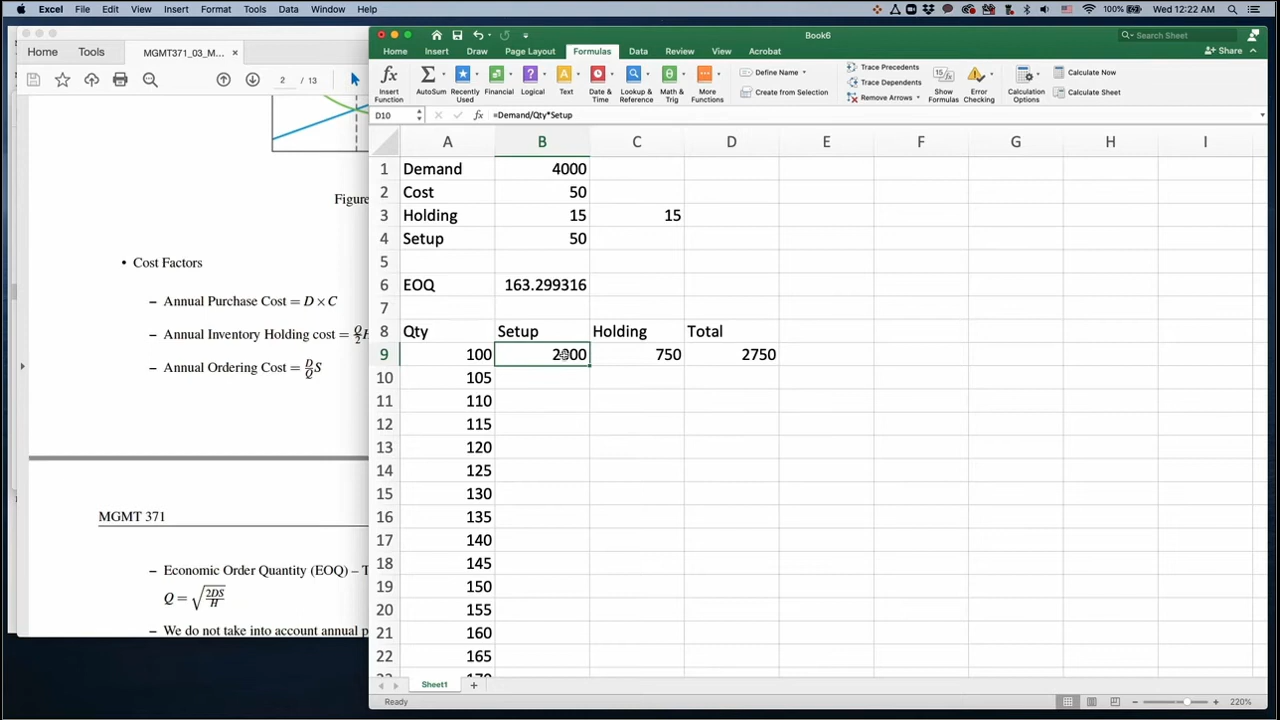 Excel File Edit View Insert Format Tools Data Window Help
100% Wed 12:22 AM
Home Tools MGMT371_03_M... ×
2 / 13
Figure
• Cost Factors
– Annual Purchase Cost = D × C
– Annual Inventory Holding cost = Q/2
– Annual Ordering Cost = D/Q S
MGMT 371
– Economic Order Quantity (EOQ) – T
Q = √2DS/H
– We do not take into account annual p
Book6
Search Sheet
Home Insert Draw Page Layout Formulas Data Review View Acrobat
Share
Insert Function
AutoSum
Recently Used
Financial
Logical
Text
Date & Time
Lookup & Reference
Math & Trig
More Functions
Define Name
Create from Selection
Trace Precedents
Trace Dependents
Remove Arrows
Show Formulas
Error Checking
Calculation Options
Calculate Now
Calculate Sheet
D10 fx =Demand/Qty*Setup
A B C D E F G H I
1 Demand 4000
2 Cost 50
3 Holding 15 15
4 Setup 50
5
6 EOQ 163.299316
7
8 Qty Setup Holding Total
9 100 2000 750 2750
10 105
11 110
12 115
13 120
14 125
15 130
16 135
17 140
18 145
19 150
20 155
21 160
22 165
Sheet1 +
Ready
220%